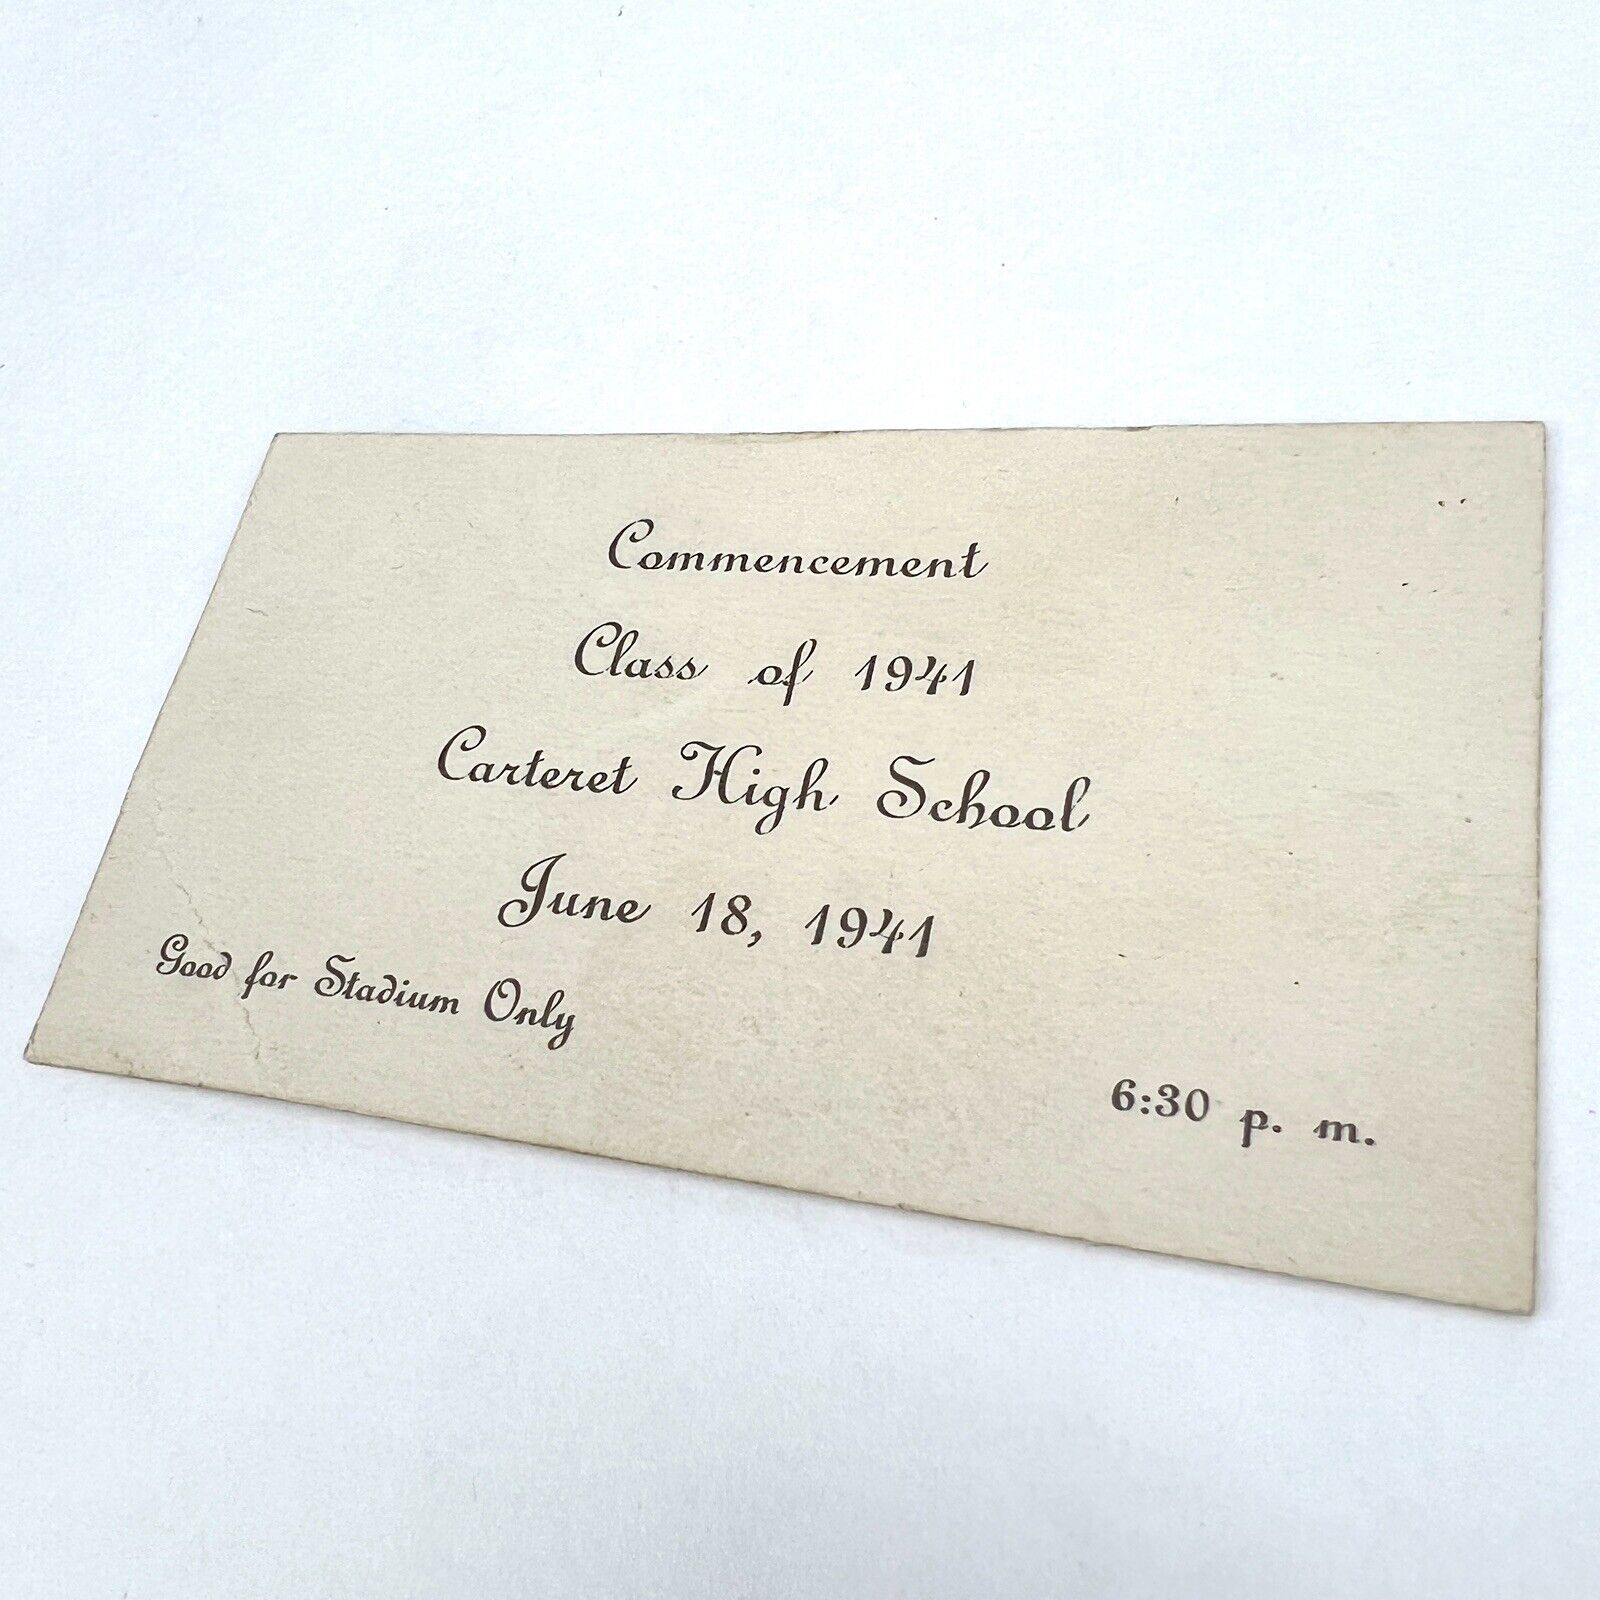 Commencement
Class of 1941
Carteret High School
June 18, 1941
Good for Stadium Only
6:30 p. m.